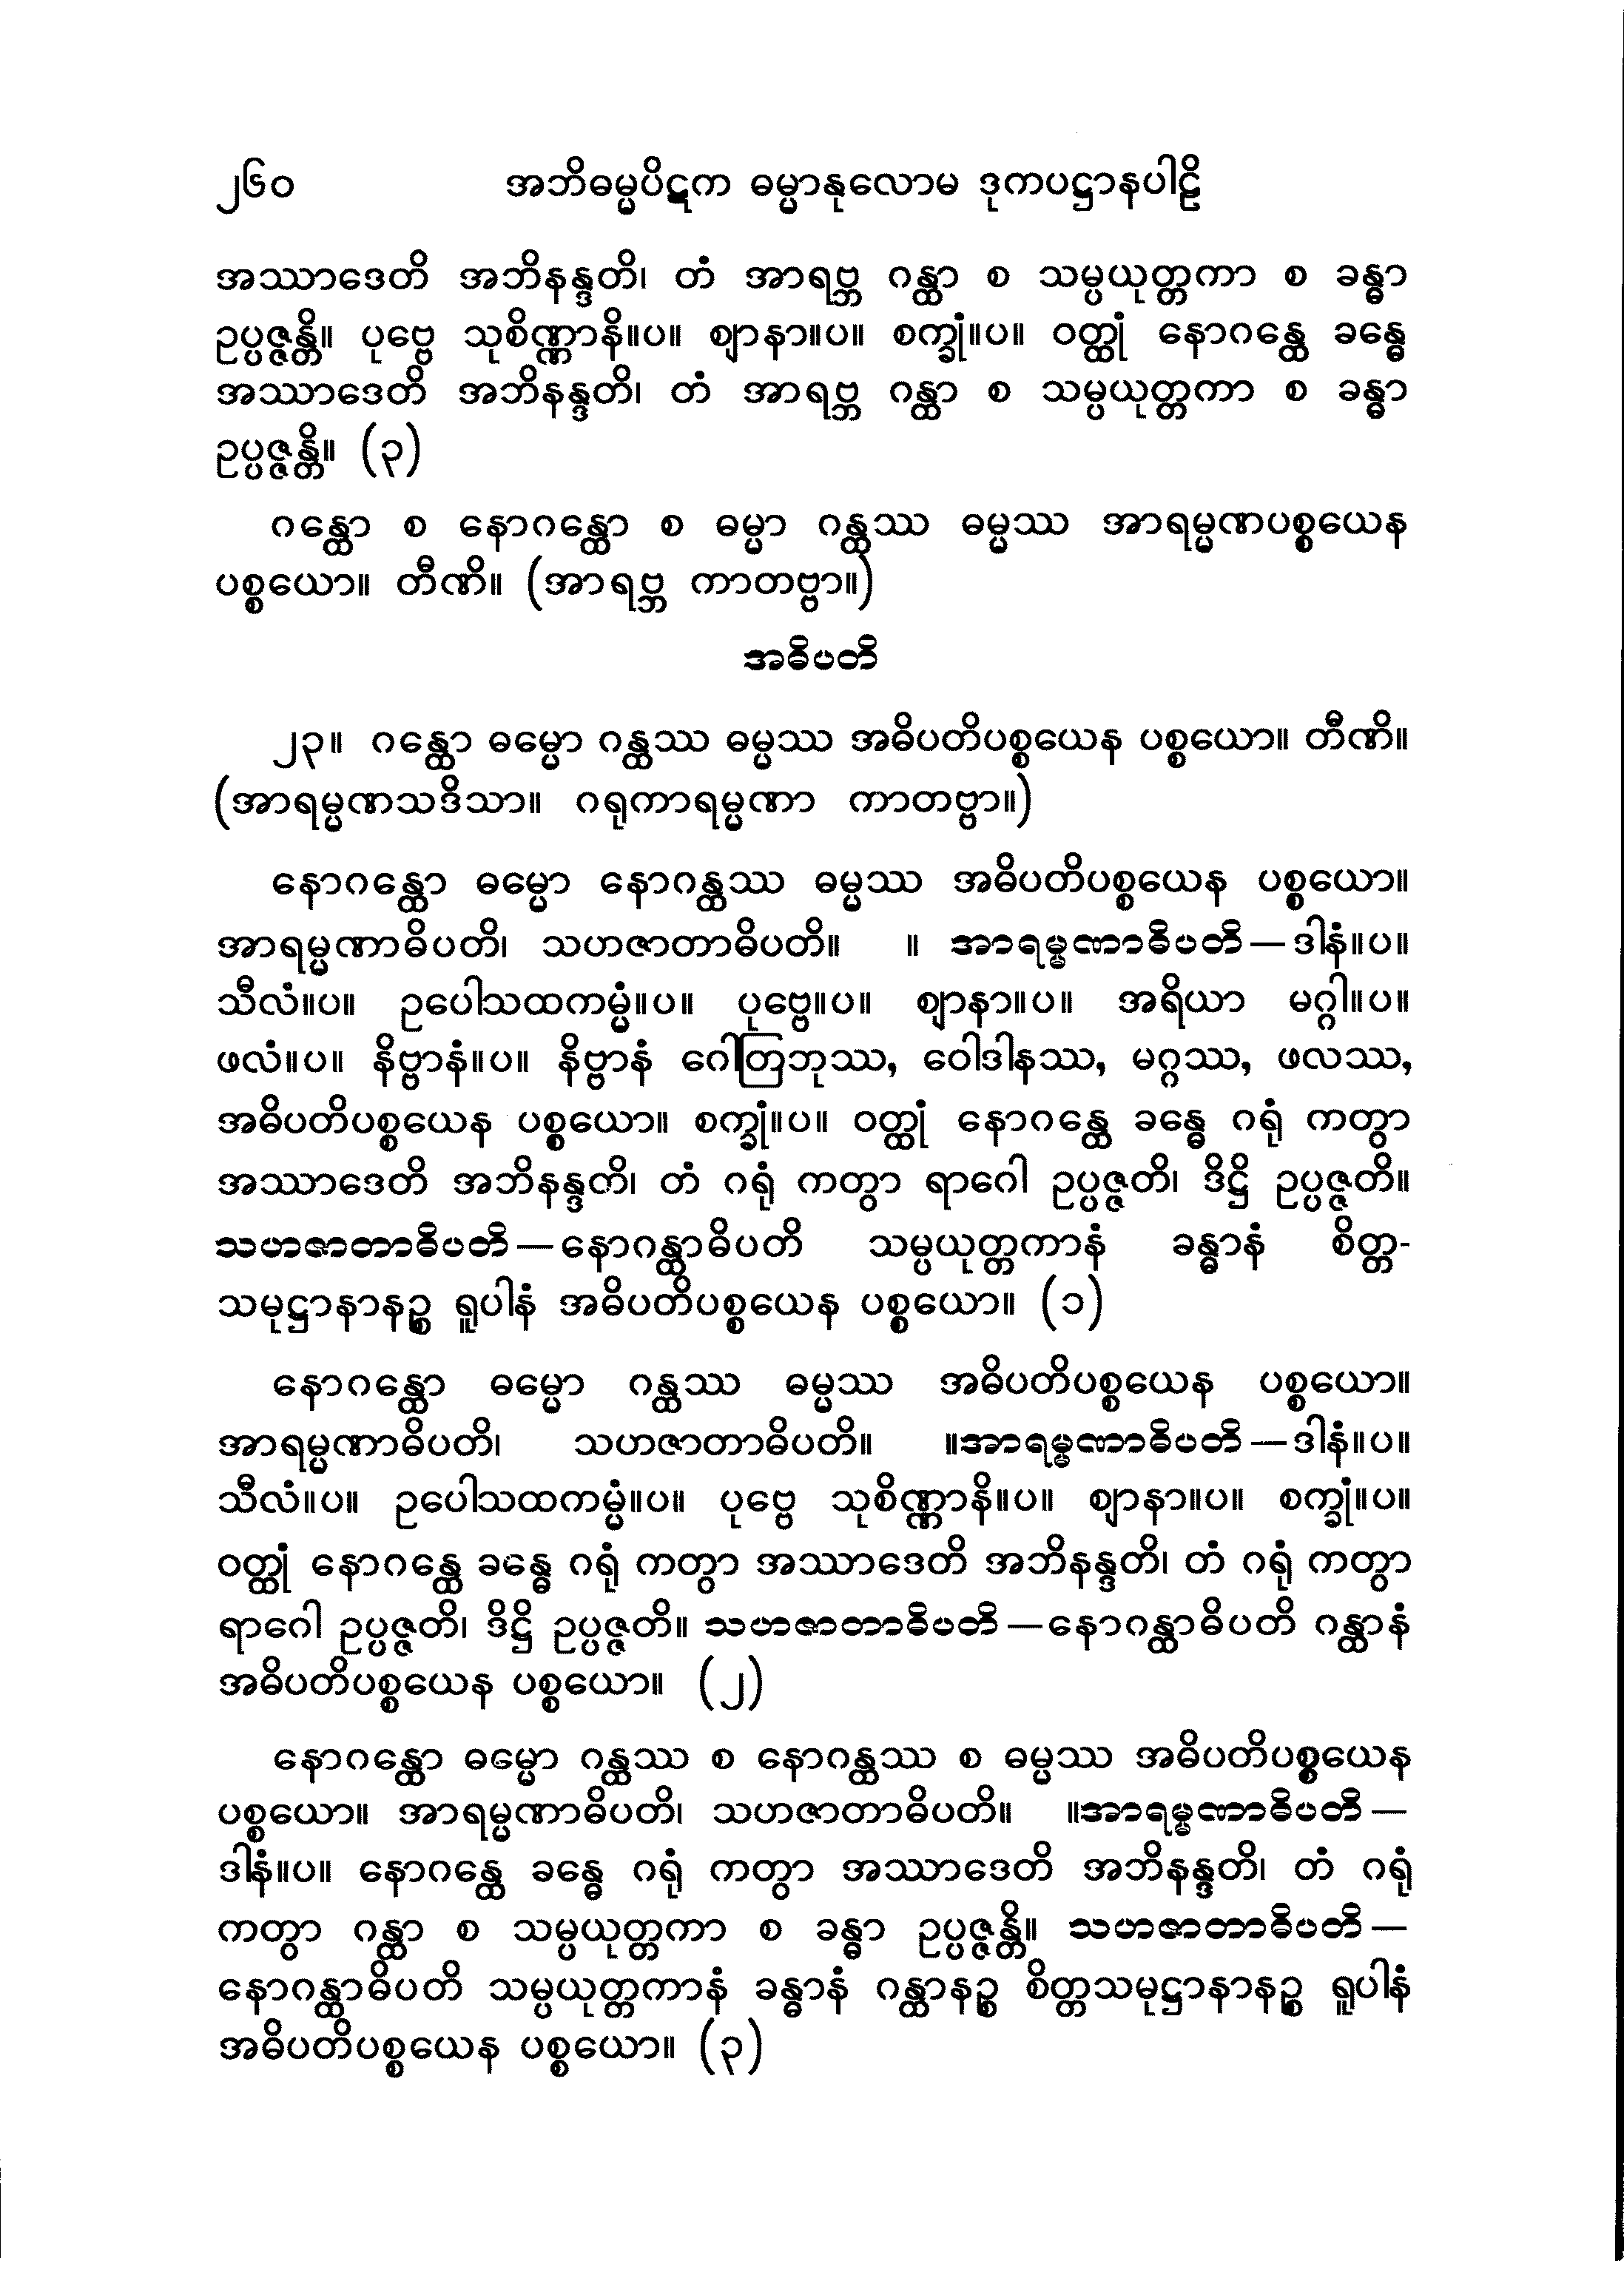 ၂၆၀ အဘိဓမ္မပိဋက ဓမ္မာနုလောမ ဒုကပဋ္ဌာနပါဠိ
အဿာဒေတိ အဘိနန္ဒတိ၊ တံ အာရဗ္ဘ ဂန္ထာ စ သမ္ပယုတ္တကာ စ ခန္ဓာ
ဥပ္ပဇ္ဇန္တိ။ ပုဗ္ဗေ သုစိဏ္ဏာနိ။ပ။ ဈာနာ။ပ။ စက္ခုံ။ပ။ ဝတ္ထုံ နောဂန္ထေ ခန္ဓေ
အဿာဒေတိ အဘိနန္ဒတိ၊ တံ အာရဗ္ဘ ဂန္ထာ စ သမ္ပယုတ္တကာ စ ခန္ဓာ
ဥပ္ပဇ္ဇန္တိ။ (၃)
ဂန္ထော စ နောဂန္ထော စ ဓမ္မာ ဂန္ထဿ ဓမ္မဿ အာရမ္မဏပစ္စယေန
ပစ္စယော။ တီဏိ။ (အာရဗ္ဘ ကာတဗ္ဗာ။)
အဓိပတိ
၂၃။ ဂန္ထော ဓမ္မော ဂန္ထဿ ဓမ္မဿ အဓိပတိပစ္စယေန ပစ္စယော။ တီဏိ။
(အာရမ္မဏသဒိသာ။ ဂရုကာရမ္မဏာ ကာတဗ္ဗာ။)
နောဂန္ထော ဓမ္မော နောဂန္ထဿ ဓမ္မဿ အဓိပတိပစ္စယေန ပစ္စယော။
အာရမ္မဏာဓိပတိ၊ သဟဇာတာဓိပတိ။ ။ အာရမ္မဏာဓိပတိ—ဒါနံ။ပ။
သီလံ။ပ။ ဥပေါသထကမ္မံ။ပ။ ပုဗ္ဗေ။ပ။ ဈာနာ။ပ။ အရိယာ မဂ္ဂါ။ပ။
ဖလံ။ပ။ နိဗ္ဗာနံ။ပ။ နိဗ္ဗာနံ ဂေါတြဘုဿ, ဝေါဒါနဿ, မဂ္ဂဿ, ဖလဿ,
အဓိပတိပစ္စယေန ပစ္စယော။ စက္ခုံ။ပ။ ဝတ္ထုံ နောဂန္ထေ ခန္ဓေ ဂရုံ ကတွာ
အဿာဒေတိ အဘိနန္ဒတိ၊ တံ ဂရုံ ကတွာ ရာဂေါ ဥပ္ပဇ္ဇတိ၊ ဒိဋ္ဌိ ဥပ္ပဇ္ဇတိ။
သဟဇာတာဓိပတိ—နောဂန္ထာဓိပတိ သမ္ပယုတ္တကာနံ ခန္ဓာနံ စိတ္တ-
သမုဋ္ဌာနာနဉ္စ ရူပါနံ အဓိပတိပစ္စယေန ပစ္စယော။ (၁)
နောဂန္ထော ဓမ္မော ဂန္ထဿ ဓမ္မဿ အဓိပတိပစ္စယေန ပစ္စယော။
အာရမ္မဏာဓိပတိ၊ သဟဇာတာဓိပတိ။ ။အာရမ္မဏာဓိပတိ—ဒါနံ။ပ။
သီလံ။ပ။ ဥပေါသထကမ္မံ။ပ။ ပုဗ္ဗေ သုစိဏ္ဏာနိ။ပ။ ဈာနာ။ပ။ စက္ခုံ။ပ။
ဝတ္ထုံ နောဂန္ထေ ခန္ဓေ ဂရုံ ကတွာ အဿာဒေတိ အဘိနန္ဒတိ၊ တံ ဂရုံ ကတွာ
ရာဂေါ ဥပ္ပဇ္ဇတိ၊ ဒိဋ္ဌိ ဥပ္ပဇ္ဇတိ။ သဟဇာတာဓိပတိ—နောဂန္ထာဓိပတိ ဂန္ထာနံ
အဓိပတိပစ္စယေန ပစ္စယော။ (၂)
နောဂန္ထော ဓမ္မော ဂန္ထဿ စ နောဂန္ထဿ စ ဓမ္မဿ အဓိပတိပစ္စယေန
ပစ္စယော။ အာရမ္မဏာဓိပတိ၊ သဟဇာတာဓိပတိ။ ။အာရမ္မဏာဓိပတိ—
ဒါနံ။ပ။ နောဂန္ထေ ခန္ဓေ ဂရုံ ကတွာ အဿာဒေတိ အဘိနန္ဒတိ၊ တံ ဂရုံ
ကတွာ ဂန္ထာ စ သမ္ပယုတ္တကာ စ ခန္ဓာ ဥပ္ပဇ္ဇန္တိ။ သဟဇာတာဓိပတိ—
နောဂန္ထာဓိပတိ သမ္ပယုတ္တကာနံ ခန္ဓာနံ ဂန္ထာနဉ္စ စိတ္တသမုဋ္ဌာနာနဉ္စ ရူပါနံ
အဓိပတိပစ္စယေန ပစ္စယော။ (၃)